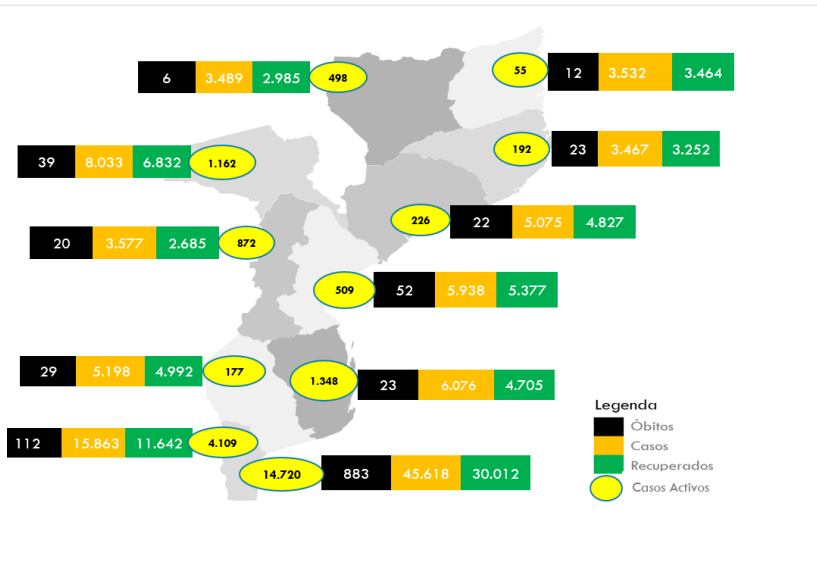 6 3.489 2.985 498
55 12 3.532 3.464
39 8.033 6.832 1.162
192 23 3.467 3.252
226 22 5.075 4.827
20 3.577 2.685 872
509 52 5.938 5.377
29 5.198 4.992 177
1.348 23 6.076 4.705
112 15.863 11.642 4.109
14.720 883 45.618 30.012
Legenda
Óbitos
Casos
Recuperados
Casos Activos